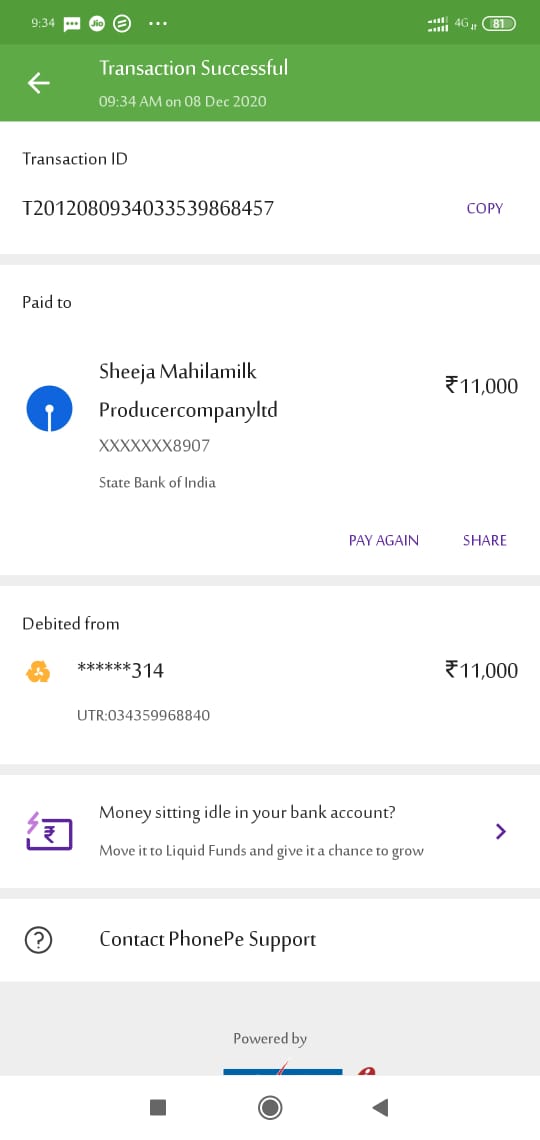 9:34 Jio ... 4G 81
Transaction Successful
09:34 AM on 08 Dec 2020
Transaction ID
T2012080934033539868457 COPY
Paid to
Sheeja Mahilamilk
Producercompanyltd
₹11,000
XXXXXXX8907
State Bank of India
PAY AGAIN SHARE
Debited from
******314 ₹11,000
UTR:034359968840
Money sitting idle in your bank account?
Move it to Liquid Funds and give it a chance to grow
Contact PhonePe Support
Powered by